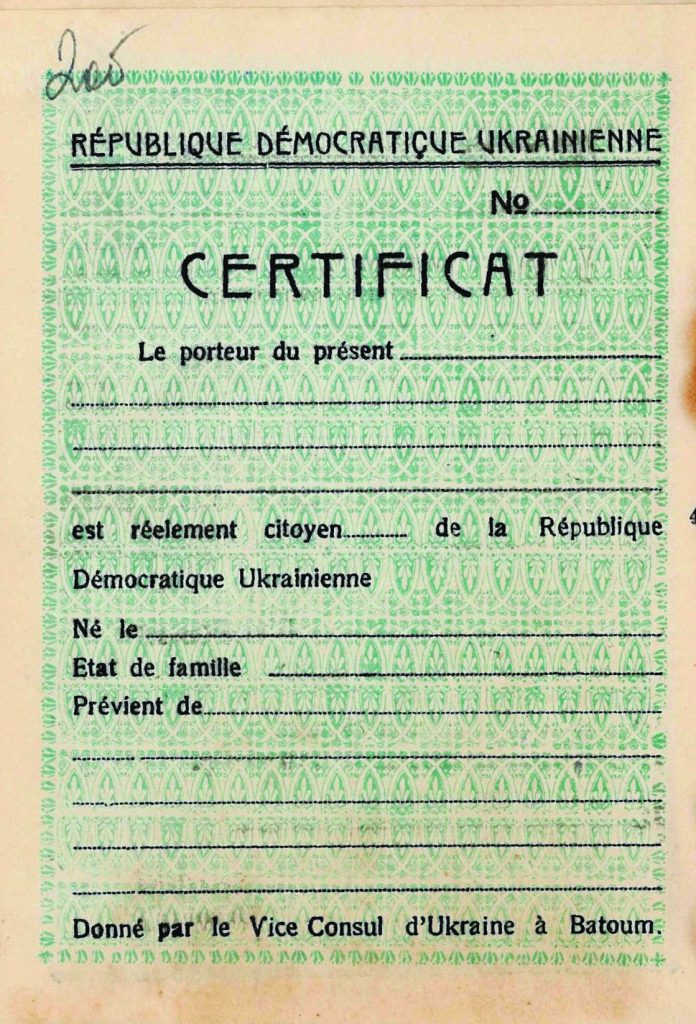 RÉPUBLIQUE DÉMOCRATIQUE UKRAINIENNE
№
CERTIFICAT
Le porteur du présent
est réelement citoyen de la République
Démocratique Ukrainienne
Né le
Etat de famille
Prévient de
Donné par le Vice Consul d'Ukraine à Batoum.